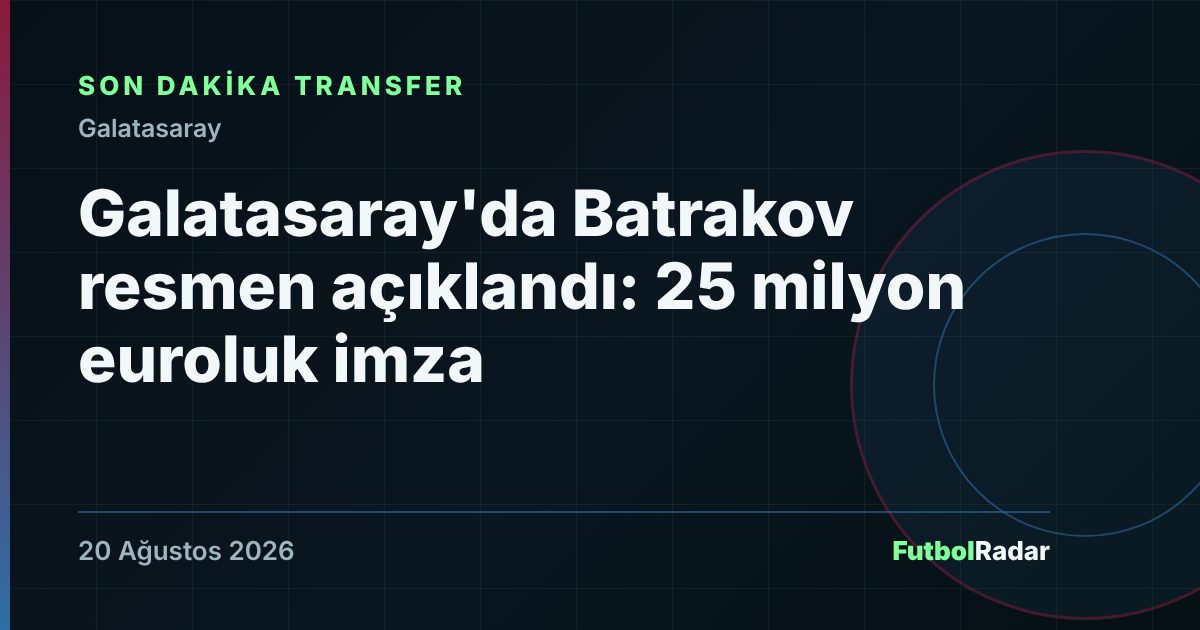 SON DAKİKA TRANSFER
Galatasaray
Galatasaray'da Batrakov
resmen açıklandı: 25 milyon
euroluk imza
20 Ağustos 2026
FutbolRadar